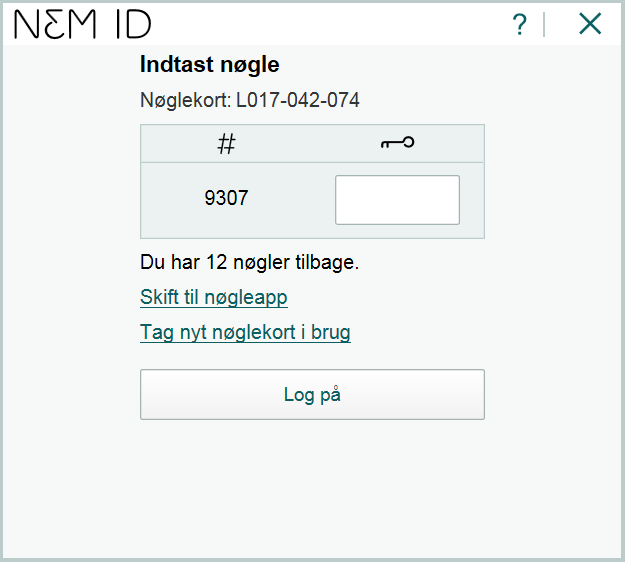 NEM ID ?
Indtast nøgle
Nøglekort: L017-042-074
#
9307
Du har 12 nøgler tilbage.
Skift til nøgleapp
Tag nyt nøglekort i brug
Log på